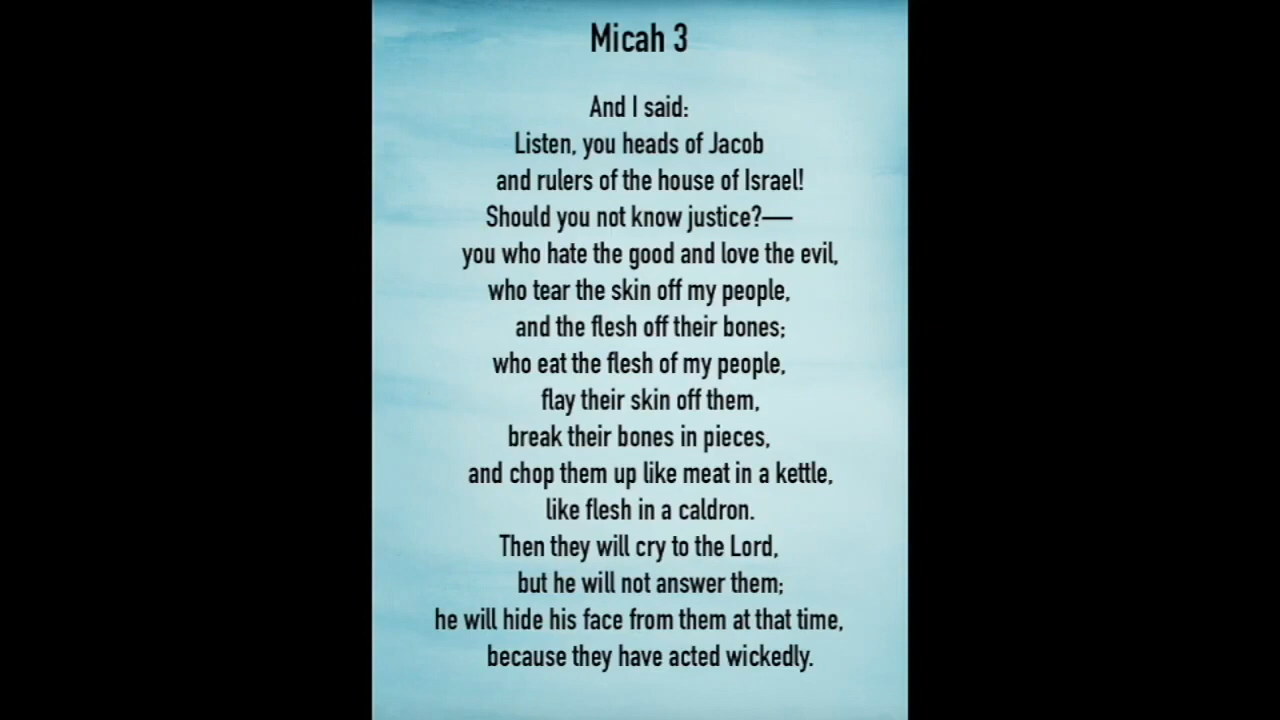 Micah 3
And I said:
Listen, you heads of Jacob
and rulers of the house of Israel!
Should you not know justice?—
you who hate the good and love the evil,
who tear the skin off my people,
and the flesh off their bones;
who eat the flesh of my people,
flay their skin off them,
break their bones in pieces,
and chop them up like meat in a kettle,
like flesh in a caldron.
Then they will cry to the Lord,
but he will not answer them;
he will hide his face from them at that time,
because they have acted wickedly.